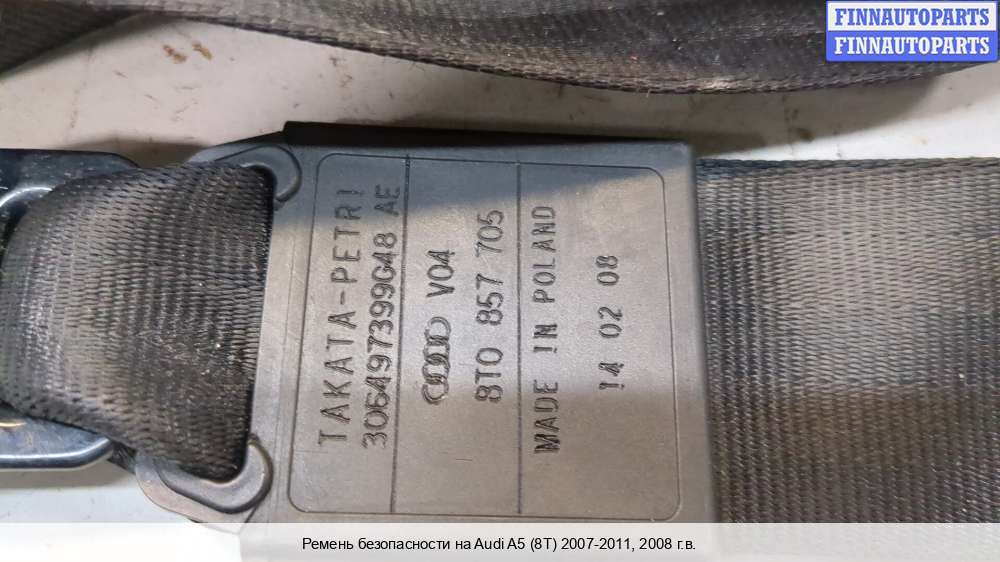 FINNAUTOPARTS
FINNAUTOPARTS
TAKATA-PETRI
306497399G48 AE
V04
8T0 857 705
MADE IN POLAND
14 02 08
Ремень безопасности на Audi A5 (8T) 2007-2011, 2008 г.в.